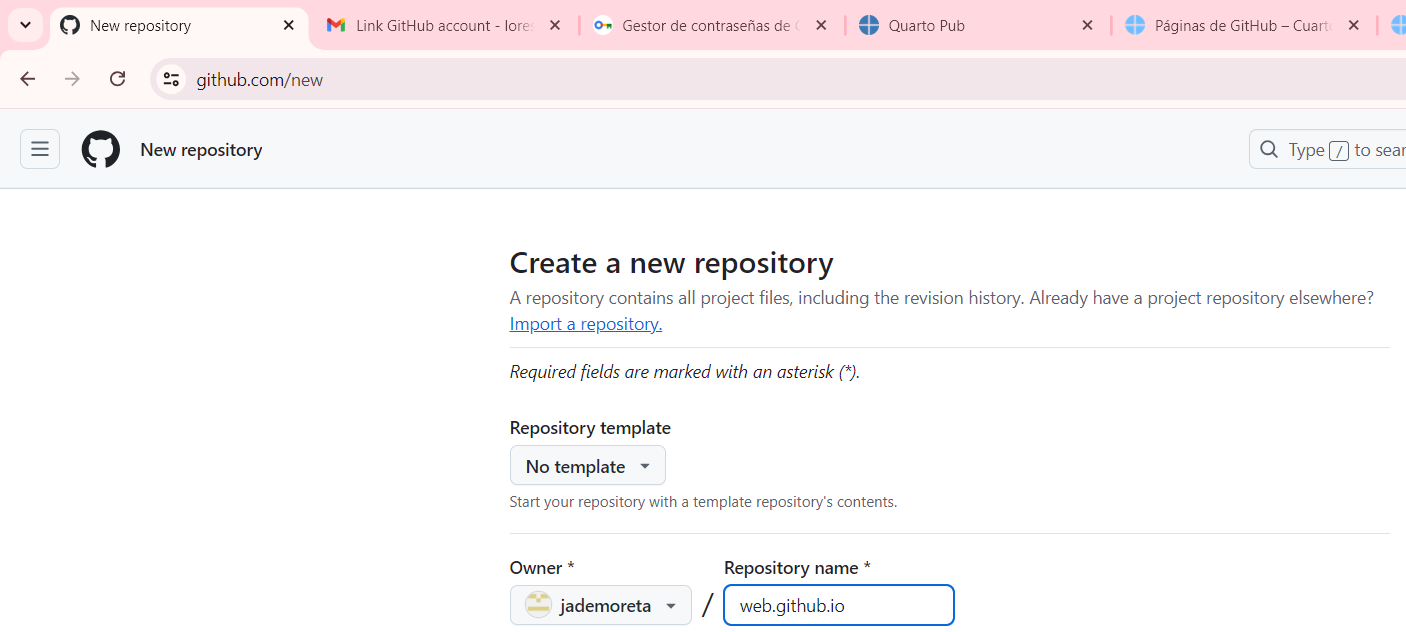 New repository
Link GitHub account - lores
Gestor de contraseñas de G
Quarto Pub
Páginas de GitHub – Cuarto
github.com/new
New repository
Type / to sear
Create a new repository
A repository contains all project files, including the revision history. Already have a project repository elsewhere?
Import a repository.
Required fields are marked with an asterisk (*).
Repository template
No template
Start your repository with a template repository's contents.
Owner * Repository name *
jademoreta / web.github.io